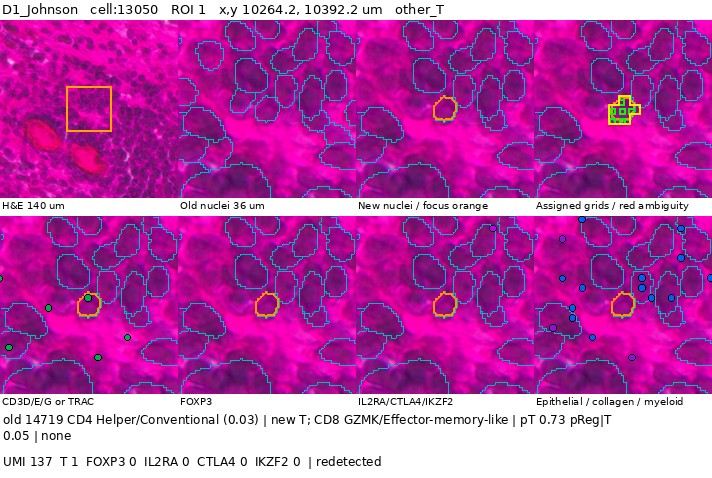 D1_Johnson cell:13050 ROI 1 x,y 10264.2, 10392.2 um other_T
H&E 140 um
Old nuclei 36 um
New nuclei / focus orange
Assigned grids / red ambiguity
CD3D/E/G or TRAC
FOXP3
IL2RA/CTLA4/IKZF2
Epithelial / collagen / myeloid
old 14719 CD4 Helper/Conventional (0.03) | new T; CD8 GZMK/Effector-memory-like | pT 0.73 pReg|T
0.05 | none
UMI 137 T 1 FOXP3 0 IL2RA 0 CTLA4 0 IKZF2 0 | redetected